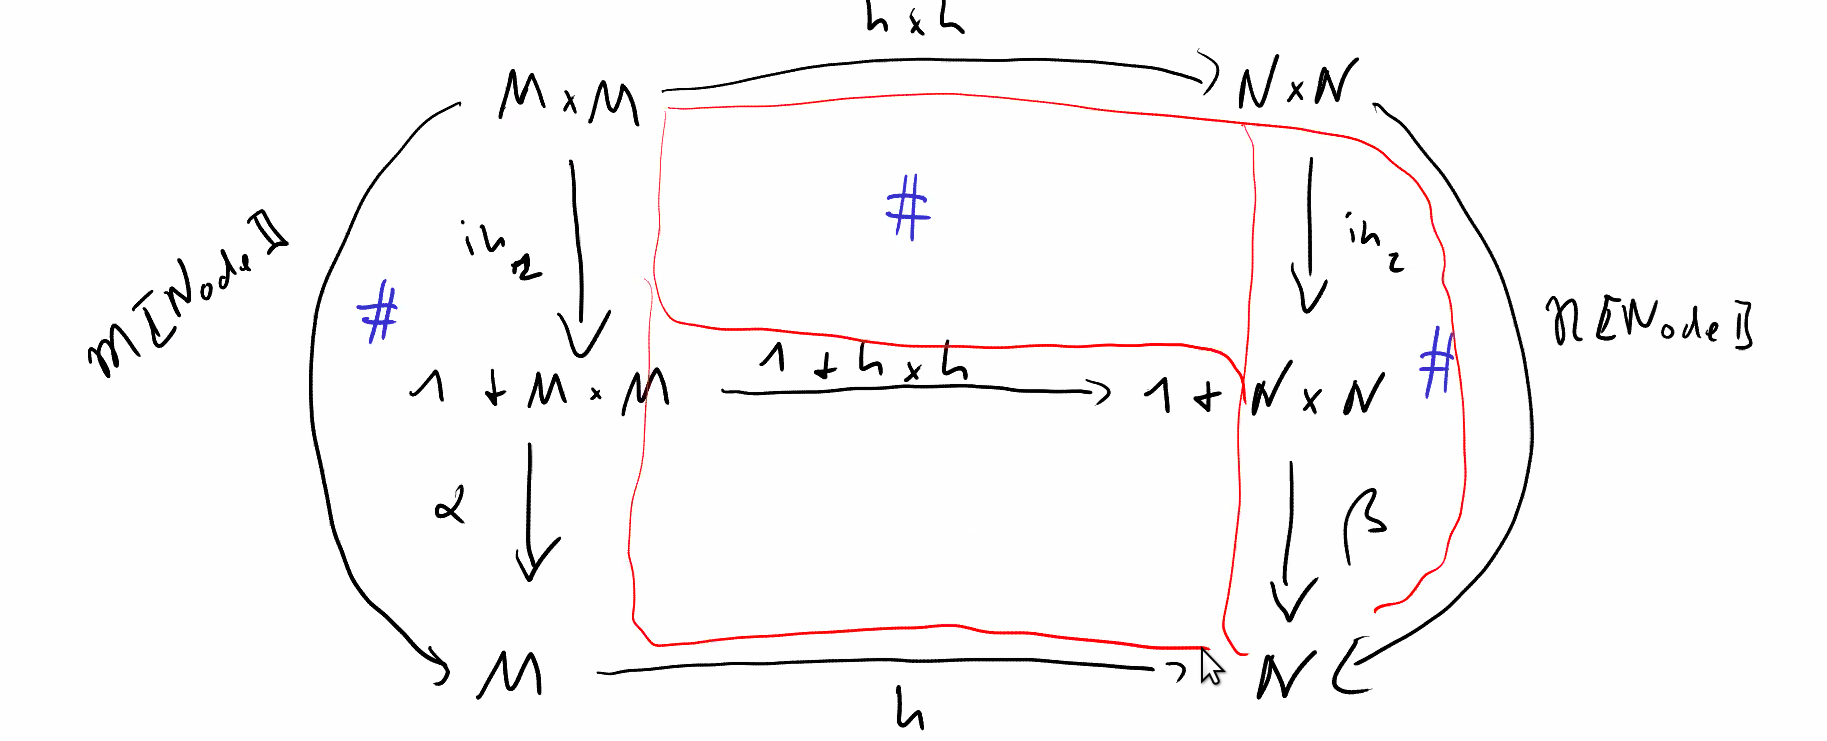 h × h
M × M N × N
in₂ in₂
M⟦Node⟧ # # # N⟦Node⟧
1 + h × h
1 + M × M 1 + N × N
α β
M N
h